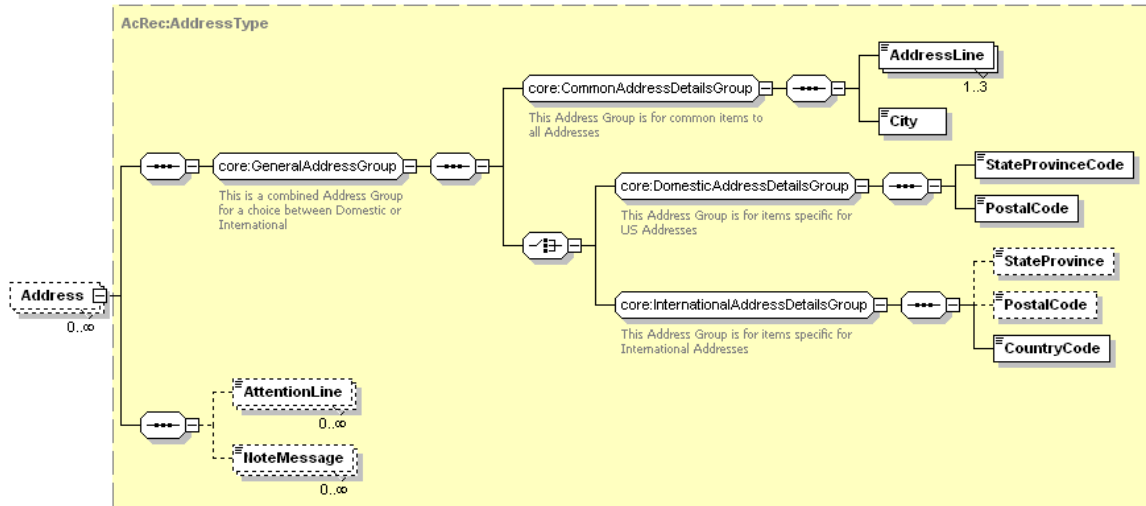 AcRec:AddressType
AddressLine
1..3
core:CommonAddressDetailsGroup
This Address Group is for common items to
all Addresses
City
core:GeneralAddressGroup
This is a combined Address Group
for a choice between Domestic or
International
core:DomesticAddressDetailsGroup
This Address Group is for items specific for
US Addresses
StateProvinceCode
PostalCode
core:InternationalAddressDetailsGroup
This Address Group is for items specific for
International Addresses
StateProvince
PostalCode
CountryCode
Address
0..∞
AttentionLine
0..∞
NoteMessage
0..∞